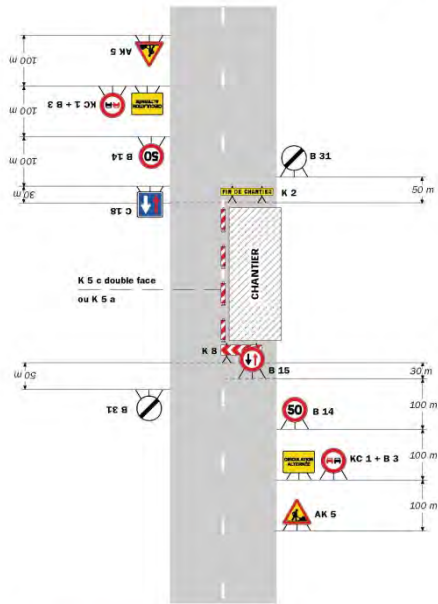 AK 5
100 m
KC 1 + B 3
CIRCULATION
ALTERNÉE
100 m
B 14
50
100 m
C 18
30 m
B 31
50 m
FIN DE CHANTIER
K 2
CHANTIER
K 5 c double face
ou K 5 a
K 8
B 15
50 m
30 m
B 31
50
B 14
100 m
CIRCULATION
ALTERNÉE
KC 1 + B 3
100 m
AK 5
100 m